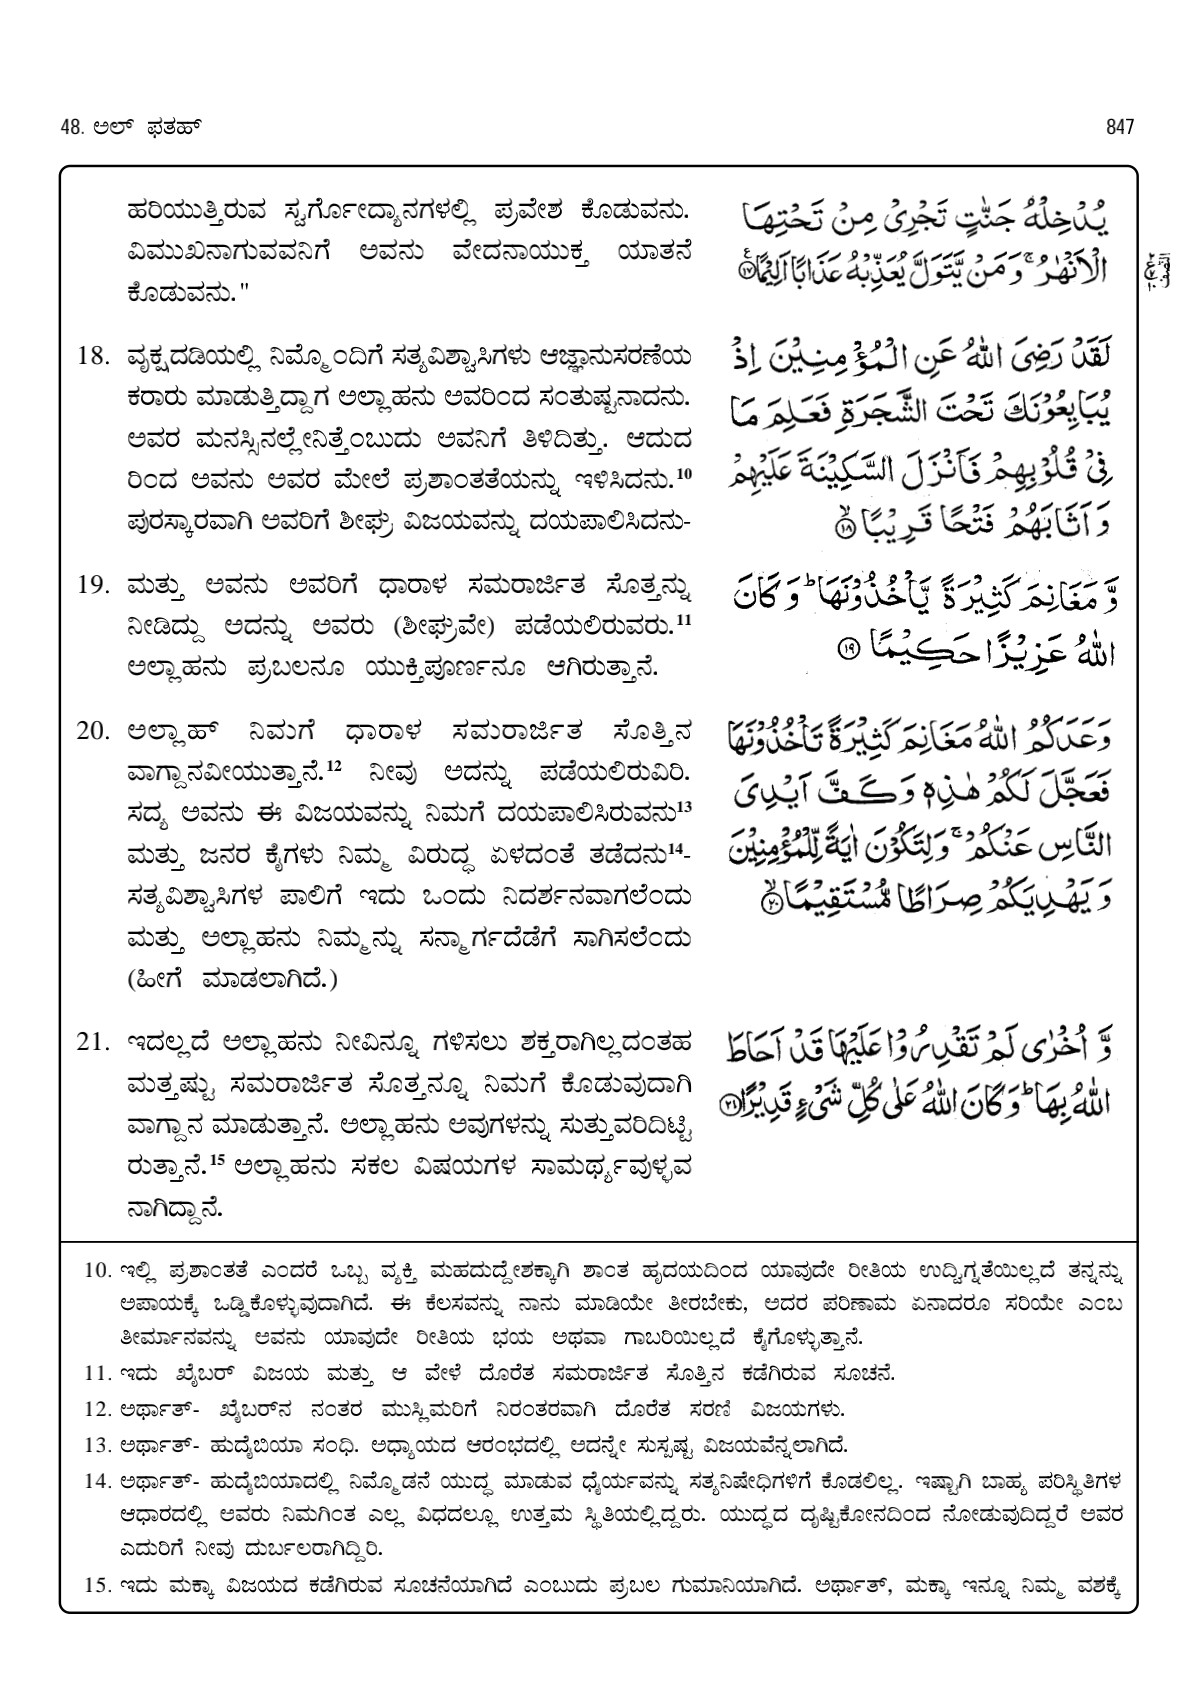 48. ಅಲ್ ಫತಹ್
847
ಹರಿಯುತ್ತಿರುವ ಸ್ವರ್ಗೋದ್ಯಾನಗಳಲ್ಲಿ ಪ್ರವೇಶ ಕೊಡುವನು.
ವಿಮುಖನಾಗುವವನಿಗೆ ಅವನು ವೇದನಾಯುಕ್ತ ಯಾತನೆ
ಕೊಡುವನು."
يُدْخِلْهُ جَنّٰتٍ تَجْرِيْ مِنْ تَحْتِهَا
الْاَنْهٰرُ ۚ وَمَنْ يَّتَوَلَّ يُعَذِّبْهُ عَذَابًا اَلِيْمًا ﴿١٧﴾
النصف
18. ವೃಕ್ಷದಡಿಯಲ್ಲಿ ನಿಮ್ಮೊಂದಿಗೆ ಸತ್ಯವಿಶ್ವಾಸಿಗಳು ಆಜ್ಞಾನುಸರಣೆಯ
ಕರಾರು ಮಾಡುತ್ತಿದ್ದಾಗ ಅಲ್ಲಾಹನು ಅವರಿಂದ ಸಂತುಷ್ಟನಾದನು.
ಅವರ ಮನಸ್ಸಿನಲ್ಲೇನಿತ್ತೆಂಬುದು ಅವನಿಗೆ ತಿಳಿದಿತ್ತು. ಆದುದ
ರಿಂದ ಅವನು ಅವರ ಮೇಲೆ ಪ್ರಶಾಂತತೆಯನ್ನು ಇಳಿಸಿದನು.¹⁰
ಪುರಸ್ಕಾರವಾಗಿ ಅವರಿಗೆ ಶೀಘ್ರ ವಿಜಯವನ್ನು ದಯಪಾಲಿಸಿದನು-
لَقَدْ رَضِيَ اللّٰهُ عَنِ الْمُؤْمِنِيْنَ اِذْ
يُبَايِعُوْنَكَ تَحْتَ الشَّجَرَةِ فَعَلِمَ مَا
فِيْ قُلُوْبِهِمْ فَاَنْزَلَ السَّكِيْنَةَ عَلَيْهِمْ
وَاَثَابَهُمْ فَتْحًا قَرِيْبًا ﴿١٨﴾
19. ಮತ್ತು ಅವನು ಅವರಿಗೆ ಧಾರಾಳ ಸಮರಾರ್ಜಿತ ಸೊತ್ತನ್ನು
ನೀಡಿದ್ದು ಅದನ್ನು ಅವರು (ಶೀಘ್ರವೇ) ಪಡೆಯಲಿರುವರು.¹¹
ಅಲ್ಲಾಹನು ಪ್ರಬಲನೂ ಯುಕ್ತಿಪೂರ್ಣನೂ ಆಗಿರುತ್ತಾನೆ.
وَّمَغَانِمَ كَثِيْرَةً يَّاْخُذُوْنَهَا ۗ وَكَانَ
اللّٰهُ عَزِيْزًا حَكِيْمًا ﴿١٩﴾
20. ಅಲ್ಲಾಹ್ ನಿಮಗೆ ಧಾರಾಳ ಸಮರಾರ್ಜಿತ ಸೊತ್ತಿನ
ವಾಗ್ದಾನವೀಯುತ್ತಾನೆ.¹² ನೀವು ಅದನ್ನು ಪಡೆಯಲಿರುವಿರಿ.
ಸದ್ಯ ಅವನು ಈ ವಿಜಯವನ್ನು ನಿಮಗೆ ದಯಪಾಲಿಸಿರುವನು¹³
ಮತ್ತು ಜನರ ಕೈಗಳು ನಿಮ್ಮ ವಿರುದ್ಧ ಏಳದಂತೆ ತಡೆದನು¹⁴-
ಸತ್ಯವಿಶ್ವಾಸಿಗಳ ಪಾಲಿಗೆ ಇದು ಒಂದು ನಿದರ್ಶನವಾಗಲೆಂದು
ಮತ್ತು ಅಲ್ಲಾಹನು ನಿಮ್ಮನ್ನು ಸನ್ಮಾರ್ಗದೆಡೆಗೆ ಸಾಗಿಸಲೆಂದು
(ಹೀಗೆ ಮಾಡಲಾಗಿದೆ.)
وَعَدَكُمُ اللّٰهُ مَغَانِمَ كَثِيْرَةً تَاْخُذُوْنَهَا
فَعَجَّلَ لَكُمْ هٰذِهٖ وَكَفَّ اَيْدِيَ
النَّاسِ عَنْكُمْ ۚ وَلِتَكُوْنَ اٰيَةً لِّلْمُؤْمِنِيْنَ
وَيَهْدِيَكُمْ صِرَاطًا مُّسْتَقِيْمًا ﴿٢٠﴾
21. ಇದಲ್ಲದೆ ಅಲ್ಲಾಹನು ನೀವಿನ್ನೂ ಗಳಿಸಲು ಶಕ್ತರಾಗಿಲ್ಲದಂತಹ
ಮತ್ತಷ್ಟು ಸಮರಾರ್ಜಿತ ಸೊತ್ತನ್ನೂ ನಿಮಗೆ ಕೊಡುವುದಾಗಿ
ವಾಗ್ದಾನ ಮಾಡುತ್ತಾನೆ. ಅಲ್ಲಾಹನು ಅವುಗಳನ್ನು ಸುತ್ತುವರಿದಿಟ್ಟಿ
ರುತ್ತಾನೆ.¹⁵ ಅಲ್ಲಾಹನು ಸಕಲ ವಿಷಯಗಳ ಸಾಮರ್ಥ್ಯವುಳ್ಳವ
ನಾಗಿದ್ದಾನೆ.
وَّاُخْرٰى لَمْ تَقْدِرُوْا عَلَيْهَا قَدْ اَحَاطَ
اللّٰهُ بِهَا ۗ وَكَانَ اللّٰهُ عَلٰى كُلِّ شَيْءٍ قَدِيْرًا ﴿٢١﴾
10. ಇಲ್ಲಿ ಪ್ರಶಾಂತತೆ ಎಂದರೆ ಒಬ್ಬ ವ್ಯಕ್ತಿ ಮಹದುದ್ದೇಶಕ್ಕಾಗಿ ಶಾಂತ ಹೃದಯದಿಂದ ಯಾವುದೇ ರೀತಿಯ ಉದ್ವಿಗ್ನತೆಯಿಲ್ಲದೆ ತನ್ನನ್ನು
ಅಪಾಯಕ್ಕೆ ಒಡ್ಡಿಕೊಳ್ಳುವುದಾಗಿದೆ. ಈ ಕೆಲಸವನ್ನು ನಾನು ಮಾಡಿಯೇ ತೀರಬೇಕು, ಅದರ ಪರಿಣಾಮ ಏನಾದರೂ ಸರಿಯೇ ಎಂಬ
ತೀರ್ಮಾನವನ್ನು ಅವನು ಯಾವುದೇ ರೀತಿಯ ಭಯ ಅಥವಾ ಗಾಬರಿಯಿಲ್ಲದೆ ಕೈಗೊಳ್ಳುತ್ತಾನೆ.
11. ಇದು ಖೈಬರ್ ವಿಜಯ ಮತ್ತು ಆ ವೇಳೆ ದೊರೆತ ಸಮರಾರ್ಜಿತ ಸೊತ್ತಿನ ಕಡೆಗಿರುವ ಸೂಚನೆ.
12. ಅರ್ಥಾತ್- ಖೈಬರ್‌ನ ನಂತರ ಮುಸ್ಲಿಮರಿಗೆ ನಿರಂತರವಾಗಿ ದೊರೆತ ಸರಣಿ ವಿಜಯಗಳು.
13. ಅರ್ಥಾತ್- ಹುದೈಬಿಯಾ ಸಂಧಿ. ಅಧ್ಯಾಯದ ಆರಂಭದಲ್ಲಿ ಅದನ್ನೇ ಸುಸ್ಪಷ್ಟ ವಿಜಯವೆನ್ನಲಾಗಿದೆ.
14. ಅರ್ಥಾತ್- ಹುದೈಬಿಯಾದಲ್ಲಿ ನಿಮ್ಮೊಡನೆ ಯುದ್ಧ ಮಾಡುವ ಧೈರ್ಯವನ್ನು ಸತ್ಯನಿಷೇಧಿಗಳಿಗೆ ಕೊಡಲಿಲ್ಲ. ಇಷ್ಟಾಗಿ ಬಾಹ್ಯ ಪರಿಸ್ಥಿತಿಗಳ
ಆಧಾರದಲ್ಲಿ ಅವರು ನಿಮಗಿಂತ ಎಲ್ಲ ವಿಧದಲ್ಲೂ ಉತ್ತಮ ಸ್ಥಿತಿಯಲ್ಲಿದ್ದರು. ಯುದ್ಧದ ದೃಷ್ಟಿಕೋನದಿಂದ ನೋಡುವುದಿದ್ದರೆ ಅವರ
ಎದುರಿಗೆ ನೀವು ದುರ್ಬಲರಾಗಿದ್ದಿರಿ.
15. ಇದು ಮಕ್ಕಾ ವಿಜಯದ ಕಡೆಗಿರುವ ಸೂಚನೆಯಾಗಿದೆ ಎಂಬುದು ಪ್ರಬಲ ಗುಮಾನಿಯಾಗಿದೆ. ಅರ್ಥಾತ್, ಮಕ್ಕಾ ಇನ್ನೂ ನಿಮ್ಮ ವಶಕ್ಕೆ